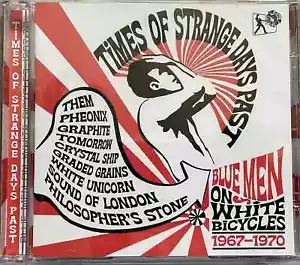 TIMES OF STRANGE DAYS PAST
TIMES OF STRANGE DAYS PAST
THEM
PHEONIX
GRAPHITE
TOMORROW
CRYSTAL SHIP
GRADED GRAINS
WHITE UNICORN
SOUND OF LONDON
PHILOSOPHER'S STONE
BLUE MEN
ON
WHITE
BICYCLES
1967-1970